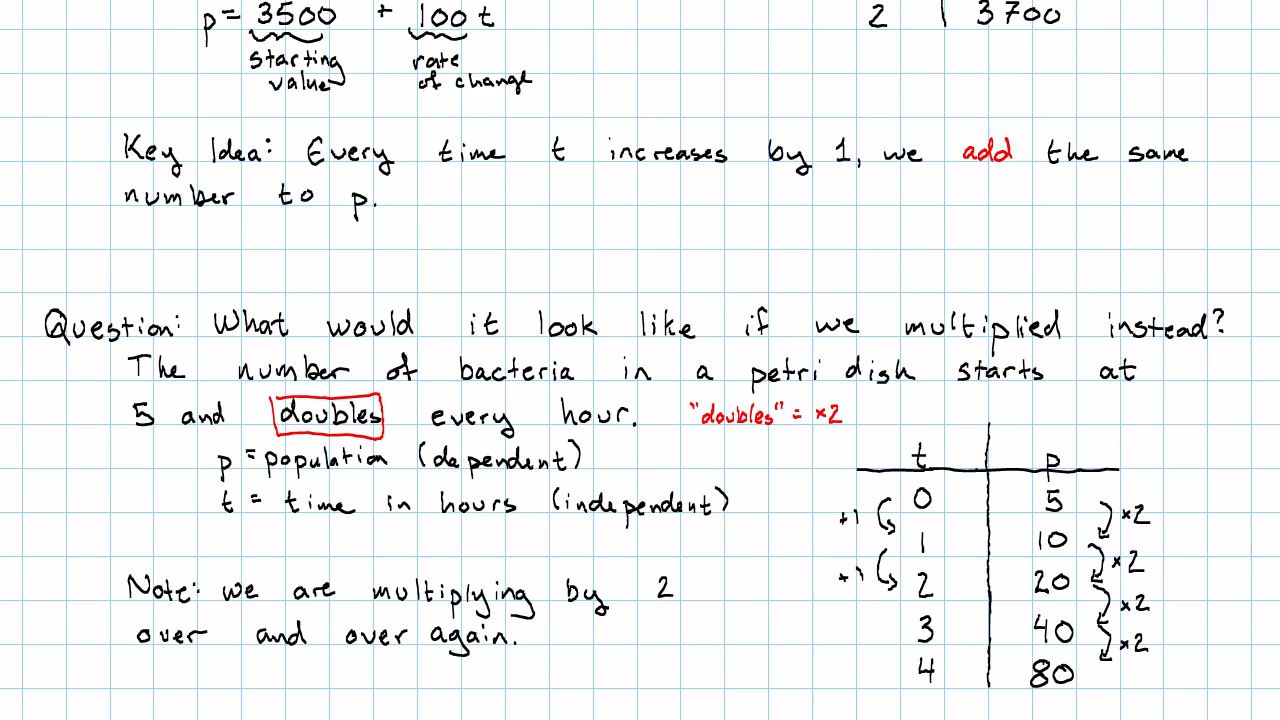 p = 3500 + 100 t
2 | 3700
starting value
rate of change
Key Idea: Every time t increases by 1, we add the same
number to p.
Question: What would it look like if we multiplied instead?
The number of bacteria in a petri dish starts at
5 and doubles every hour. "doubles" = ×2
p = population (dependent)
t = time in hours (independent)
t | p
0 | 5
+1 ×2
1 | 10
+1 ×2
2 | 20
×2
3 | 40
×2
4 | 80
Note: we are multiplying by 2
over and over again.